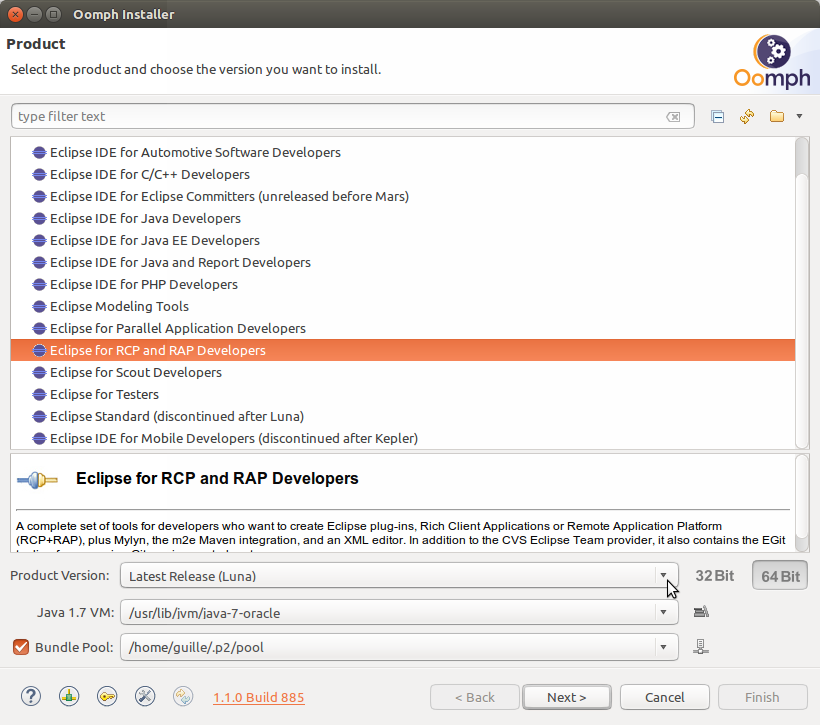 Oomph Installer
Product
Select the product and choose the version you want to install.
Oomph
type filter text
Eclipse IDE for Automotive Software Developers
Eclipse IDE for C/C++ Developers
Eclipse IDE for Eclipse Committers (unreleased before Mars)
Eclipse IDE for Java Developers
Eclipse IDE for Java EE Developers
Eclipse IDE for Java and Report Developers
Eclipse IDE for PHP Developers
Eclipse Modeling Tools
Eclipse for Parallel Application Developers
Eclipse for RCP and RAP Developers
Eclipse for Scout Developers
Eclipse for Testers
Eclipse Standard (discontinued after Luna)
Eclipse IDE for Mobile Developers (discontinued after Kepler)
Eclipse for RCP and RAP Developers
A complete set of tools for developers who want to create Eclipse plug-ins, Rich Client Applications or Remote Application Platform
(RCP+RAP), plus Mylyn, the m2e Maven integration, and an XML editor. In addition to the CVS Eclipse Team provider, it also contains the EGit
Product Version: Latest Release (Luna) 32 Bit 64 Bit
Java 1.7 VM: /usr/lib/jvm/java-7-oracle
Bundle Pool: /home/guille/.p2/pool
1.1.0 Build 885 < Back Next > Cancel Finish